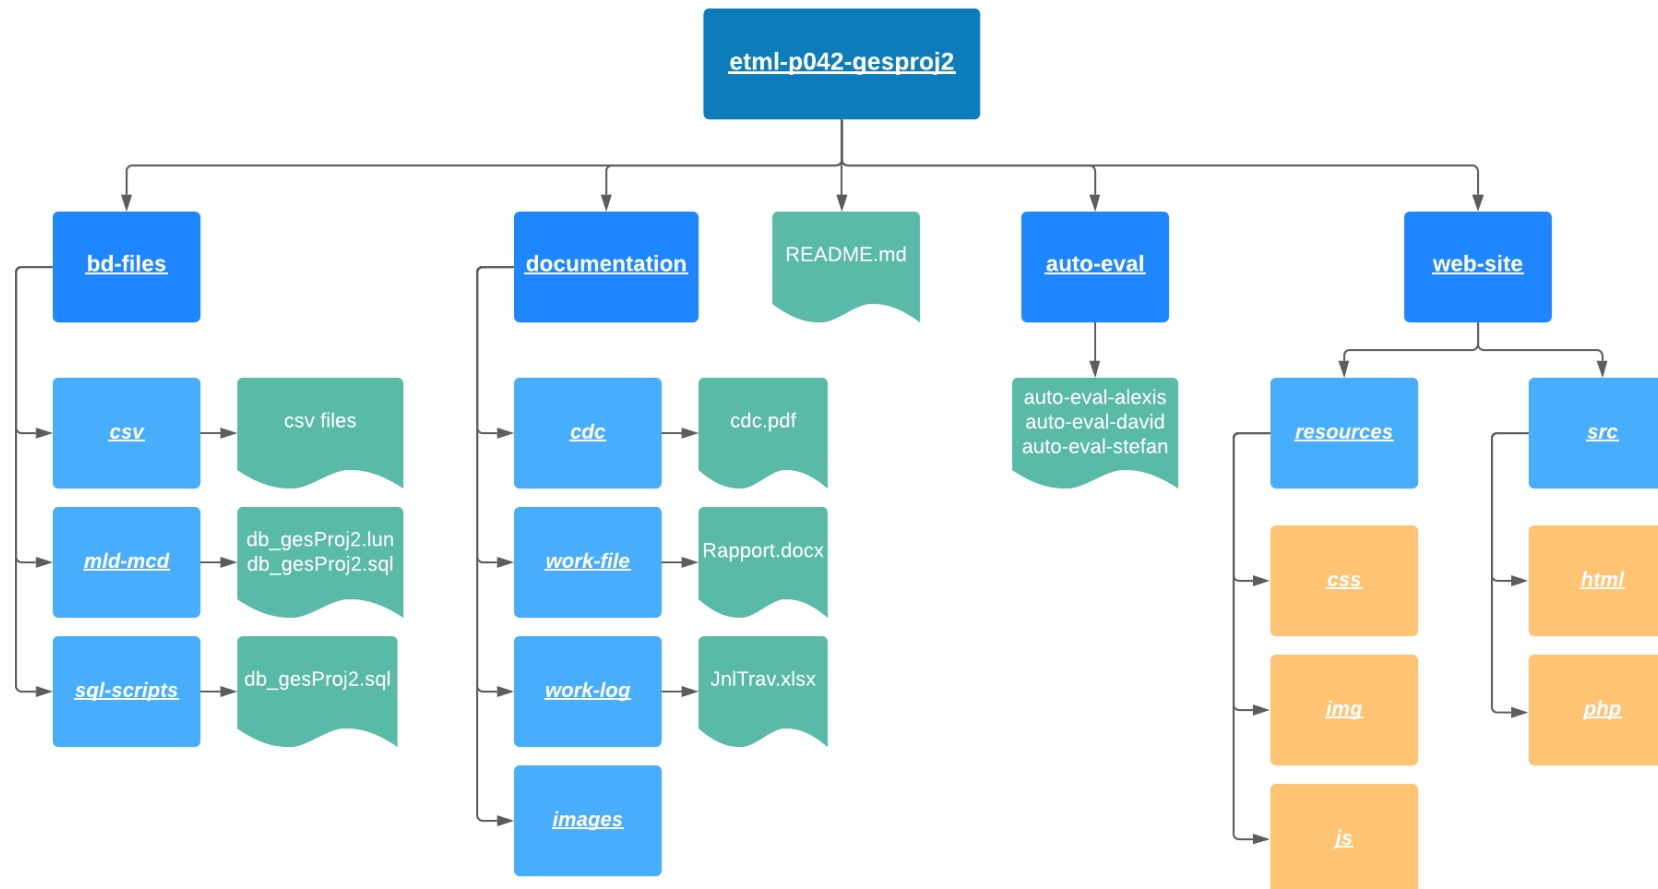 etml-p042-gesproj2
bd-files
documentation
README.md
auto-eval
web-site
csv
csv files
cdc
cdc.pdf
auto-eval-alexis
auto-eval-david
auto-eval-stefan
resources
src
mld-mcd
db_gesProj2.lun
db_gesProj2.sql
work-file
Rapport.docx
css
html
sql-scripts
db_gesProj2.sql
work-log
JnlTrav.xlsx
img
php
images
js